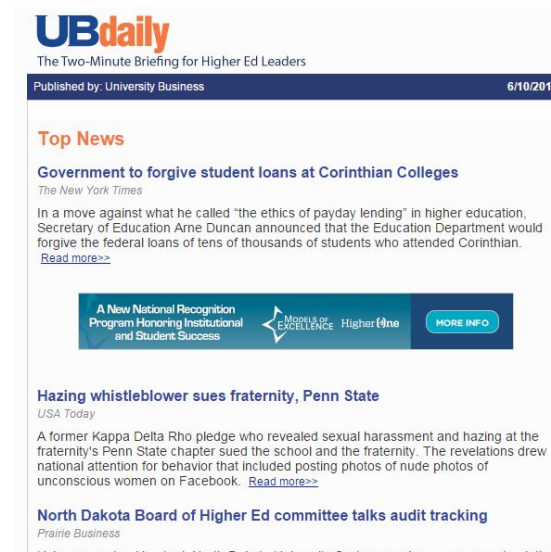 UBdaily
The Two-Minute Briefing for Higher Ed Leaders
Published by: University Business 6/10/201
Top News
Government to forgive student loans at Corinthian Colleges
The New York Times
In a move against what he called “the ethics of payday lending” in higher education,
Secretary of Education Arne Duncan announced that the Education Department would
forgive the federal loans of tens of thousands of students who attended Corinthian.
Read more>>
A New National Recognition
Program Honoring Institutional
and Student Success
MODELS OF
EXCELLENCE
Higher One
MORE INFO
Hazing whistleblower sues fraternity, Penn State
USA Today
A former Kappa Delta Rho pledge who revealed sexual harassment and hazing at the
fraternity's Penn State chapter sued the school and the fraternity. The revelations drew
national attention for behavior that included posting photos of nude photos of
unconscious women on Facebook. Read more>>
North Dakota Board of Higher Ed committee talks audit tracking
Prairie Business